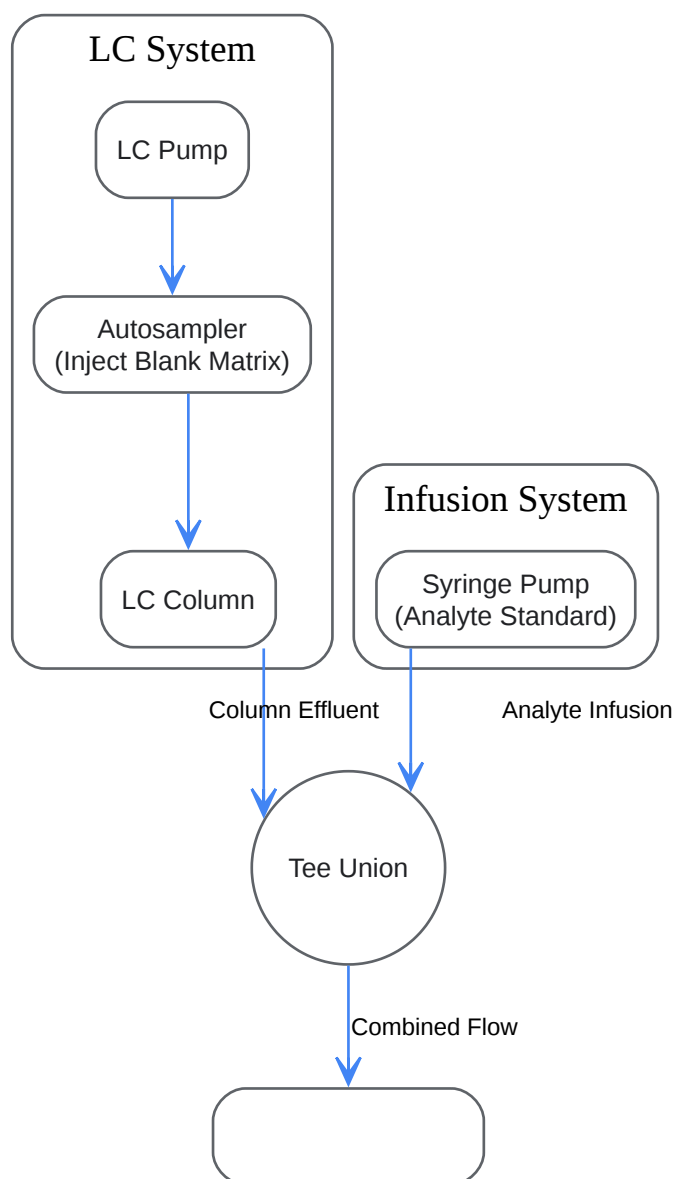 LC System
LC Pump
Autosampler
(Inject Blank Matrix)
Infusion System
LC Column
Syringe Pump
(Analyte Standard)
Column Effluent
Analyte Infusion
Tee Union
Combined Flow